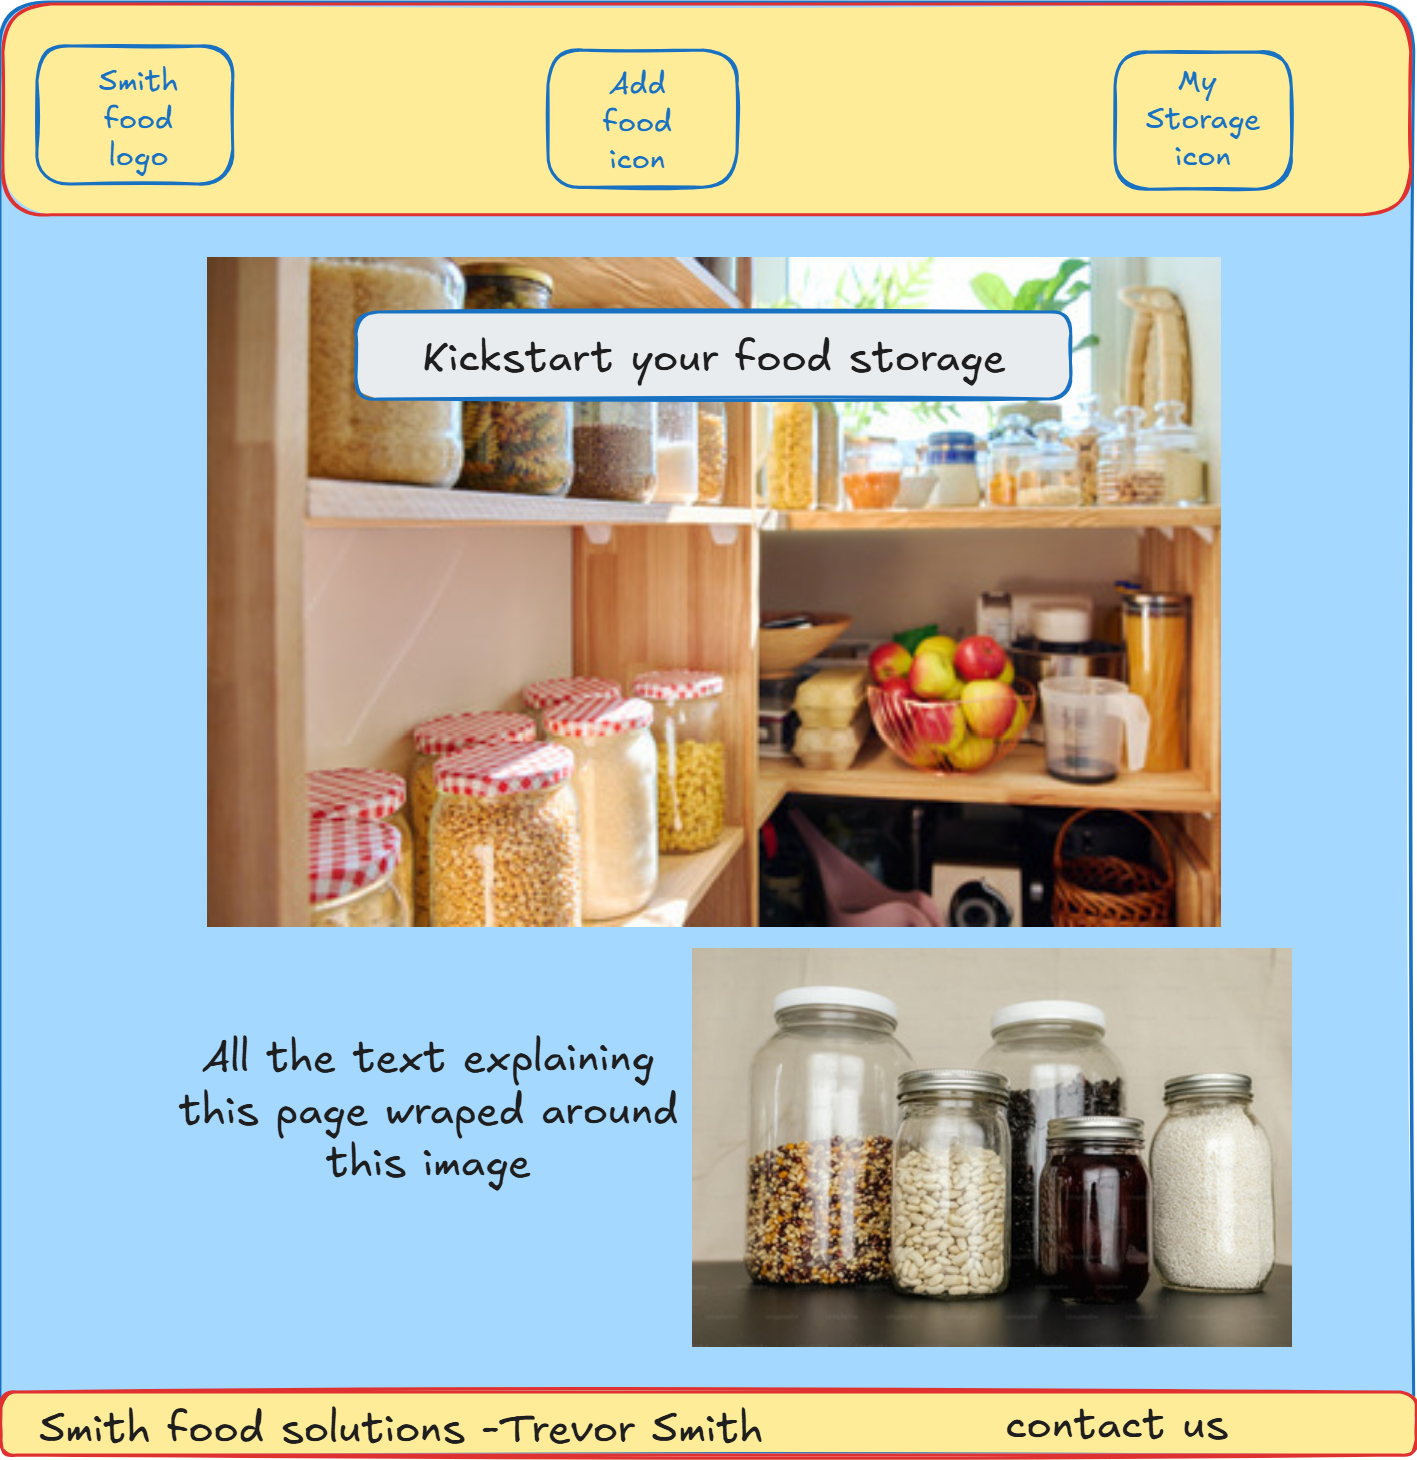 Smith
food
logo
Add
food
icon
My
Storage
icon
Kickstart your food storage
All the text explaining
this page wraped around
this image
Smith food solutions -Trevor Smith
contact us